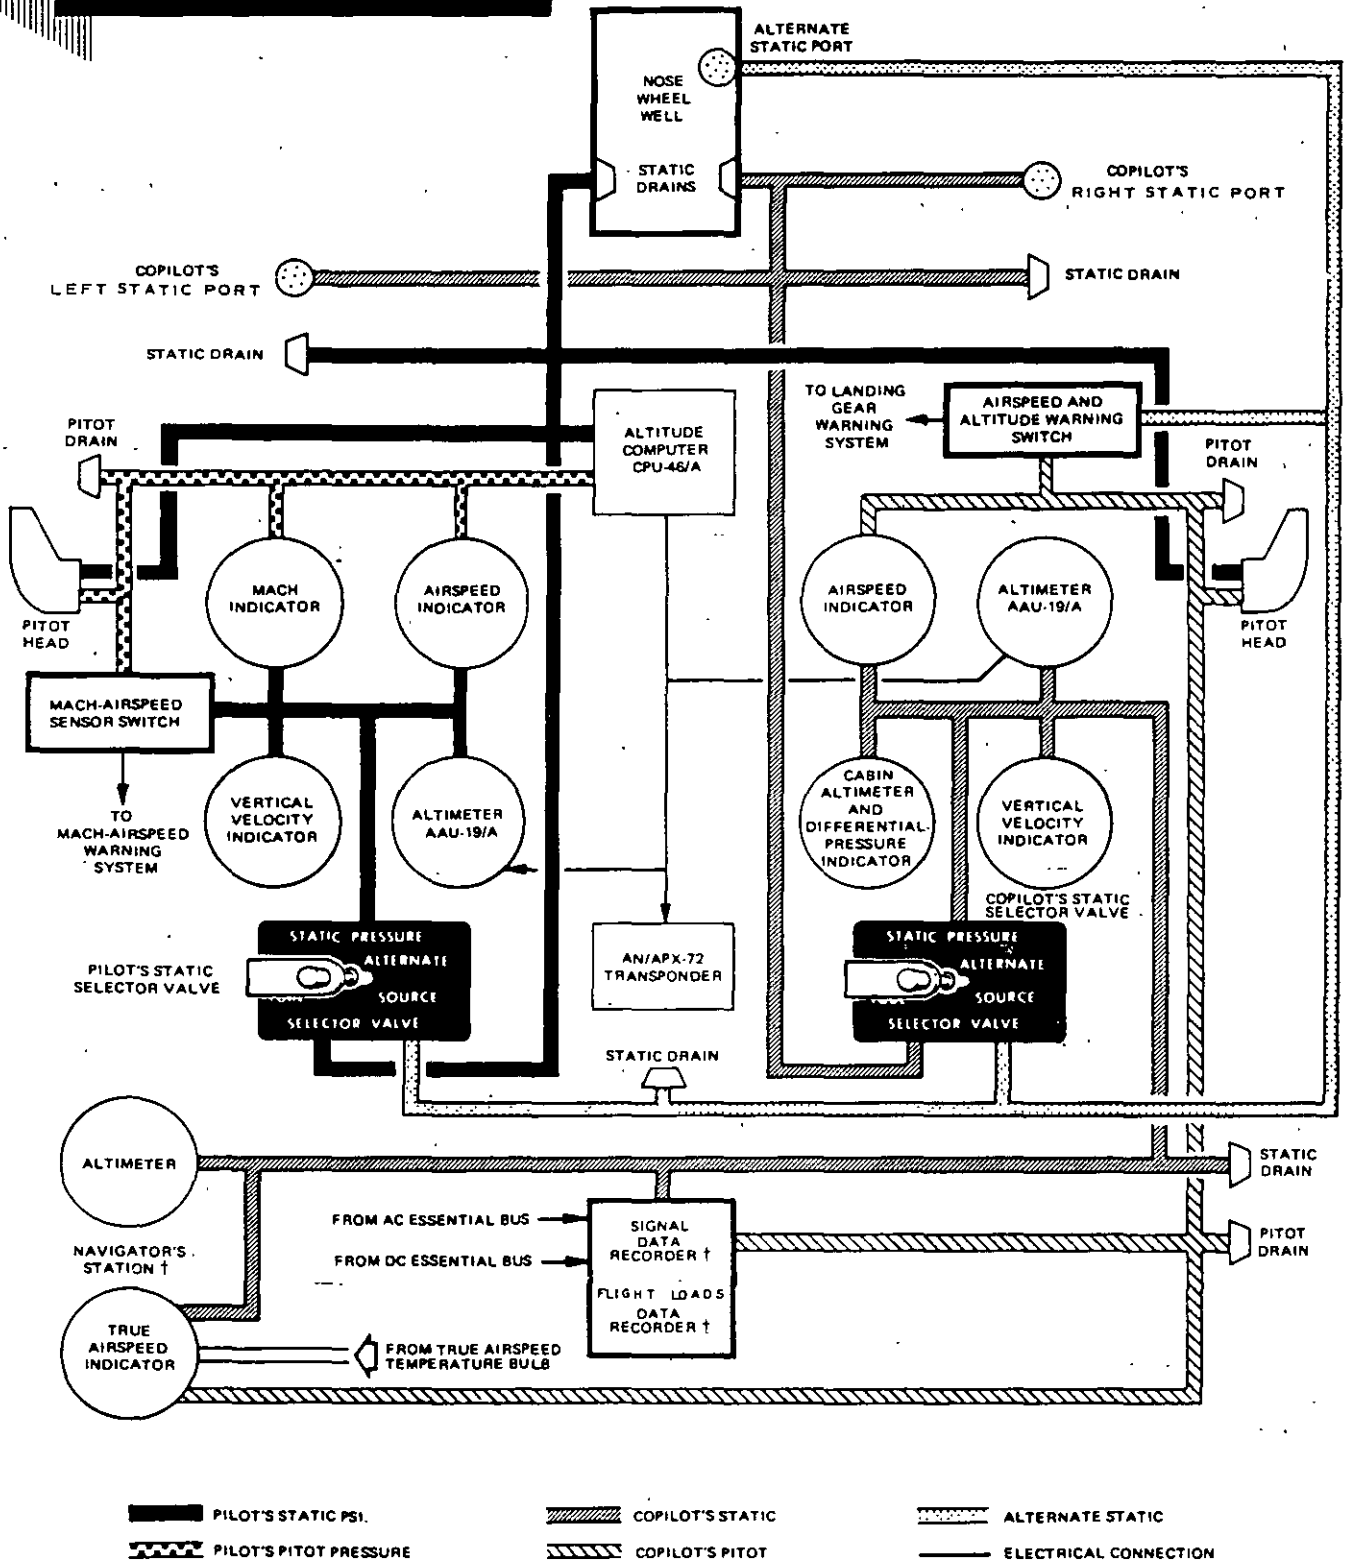 ALTERNATE
STATIC PORT
NOSE
WHEEL
WELL
STATIC
DRAINS
COPILOT'S
RIGHT STATIC PORT
COPILOT'S
LEFT STATIC PORT
STATIC DRAIN
STATIC DRAIN
TO LANDING
GEAR
WARNING
SYSTEM
AIRSPEED AND
ALTITUDE WARNING
SWITCH
PITOT
DRAIN
ALTITUDE
COMPUTER
CPU-46/A
PITOT
DRAIN
MACH
INDICATOR
AIRSPEED
INDICATOR
AIRSPEED
INDICATOR
ALTIMETER
AAU-19/A
PITOT
HEAD
PITOT
HEAD
MACH-AIRSPEED
SENSOR SWITCH
TO
MACH-AIRSPEED
WARNING
SYSTEM
VERTICAL
VELOCITY
INDICATOR
ALTIMETER
AAU-19/A
CABIN
ALTIMETER
AND
DIFFERENTIAL-
PRESSURE
INDICATOR
VERTICAL
VELOCITY
INDICATOR
COPILOT'S STATIC
SELECTOR VALVE
PILOT'S STATIC
SELECTOR VALVE
STATIC PRESSURE
ALTERNATE
SOURCE
SELECTOR VALVE
AN/APX-72
TRANSPONDER
STATIC PRESSURE
ALTERNATE
SOURCE
SELECTOR VALVE
STATIC DRAIN
ALTIMETER
STATIC
DRAIN
NAVIGATOR'S
STATION †
FROM AC ESSENTIAL BUS
FROM DC ESSENTIAL BUS
SIGNAL
DATA
RECORDER †
FLIGHT LOADS
DATA
RECORDER †
PITOT
DRAIN
TRUE
AIRSPEED
INDICATOR
FROM TRUE AIRSPEED
TEMPERATURE BULB
PILOT'S STATIC PSI.
COPILOT'S STATIC
ALTERNATE STATIC
PILOT'S PITOT PRESSURE
COPILOT'S PITOT
ELECTRICAL CONNECTION